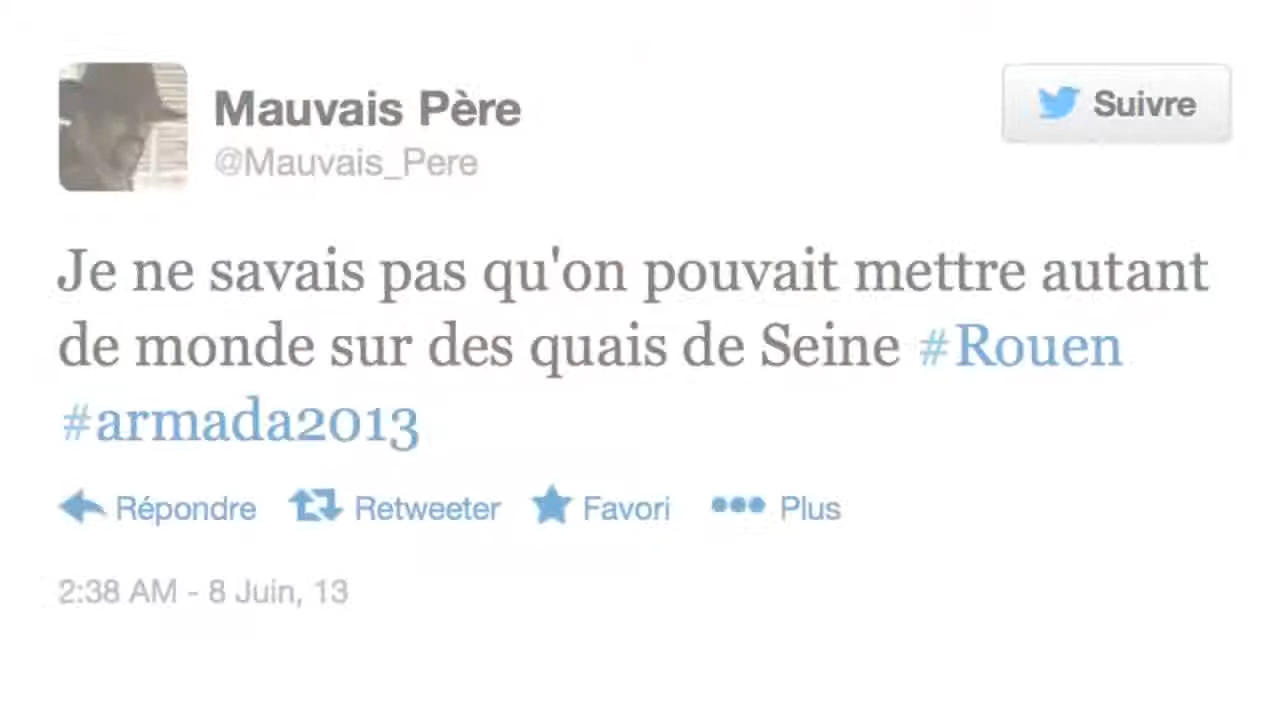 Mauvais Père
@Mauvais_Pere
Suivre
Je ne savais pas qu'on pouvait mettre autant
de monde sur des quais de Seine #Rouen
#armada2013
Répondre Retweeter Favori Plus
2:38 AM - 8 Juin, 13